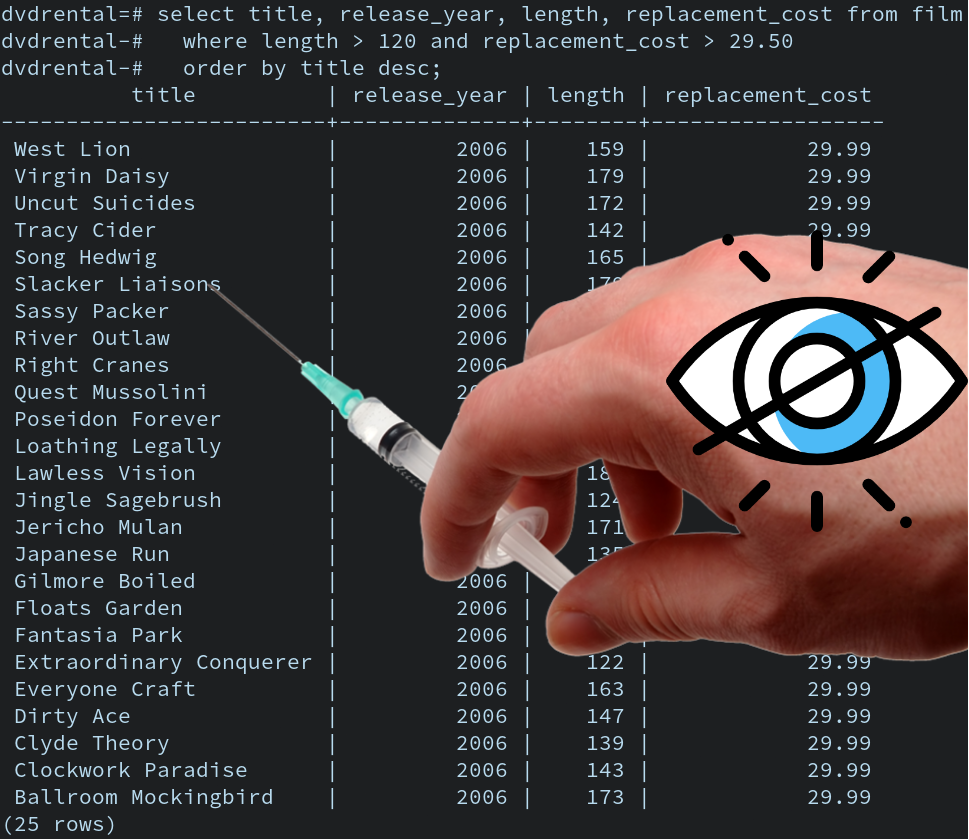 dvdrental=# select title, release_year, length, replacement_cost from film
dvdrental-#   where length > 120 and replacement_cost > 29.50
dvdrental-#   order by title desc;
title | release_year | length | replacement_cost
-------------------------+--------------+--------+------------------
West Lion | 2006 | 159 | 29.99
Virgin Daisy | 2006 | 179 | 29.99
Uncut Suicides | 2006 | 172 | 29.99
Tracy Cider | 2006 | 142 | 29.99
Song Hedwig | 2006 | 165 |
Slacker Liaisons | 2006 |
Sassy Packer | 2006 |
River Outlaw | 2006 |
Right Cranes | 2006
Quest Mussolini |
Poseidon Forever |
Loathing Legally |
Lawless Vision | |
Jingle Sagebrush | 124 |
Jericho Mulan | | 171 |
Japanese Run | |
Gilmore Boiled | 2006 |
Floats Garden | 2006 |
Fantasia Park | 2006 |
Extraordinary Conquerer | 2006 | 122 | 29.99
Everyone Craft | 2006 | 163 | 29.99
Dirty Ace | 2006 | 147 | 29.99
Clyde Theory | 2006 | 139 | 29.99
Clockwork Paradise | 2006 | 143 | 29.99
Ballroom Mockingbird | 2006 | 173 | 29.99
(25 rows)